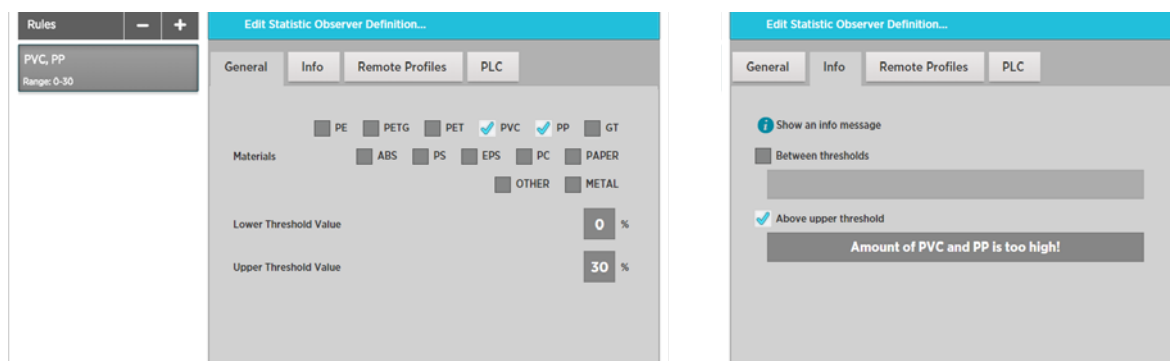 Rules − +
PVC, PP
Range: 0-30
Edit Statistic Observer Definition...
General Info Remote Profiles PLC
PE PETG PET PVC PP GT
Materials ABS PS EPS PC PAPER
OTHER METAL
Lower Threshold Value 0 %
Upper Threshold Value 30 %
Edit Statistic Observer Definition...
General Info Remote Profiles PLC
i Show an info message
Between thresholds
Above upper threshold
Amount of PVC and PP is too high!